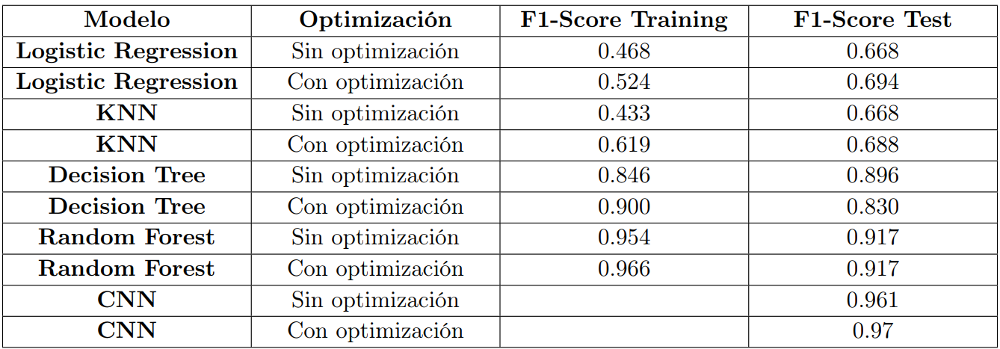 Modelo Optimización F1-Score Training F1-Score Test
Logistic Regression Sin optimización 0.468 0.668
Logistic Regression Con optimización 0.524 0.694
KNN Sin optimización 0.433 0.668
KNN Con optimización 0.619 0.688
Decision Tree Sin optimización 0.846 0.896
Decision Tree Con optimización 0.900 0.830
Random Forest Sin optimización 0.954 0.917
Random Forest Con optimización 0.966 0.917
CNN Sin optimización 0.961
CNN Con optimización 0.97